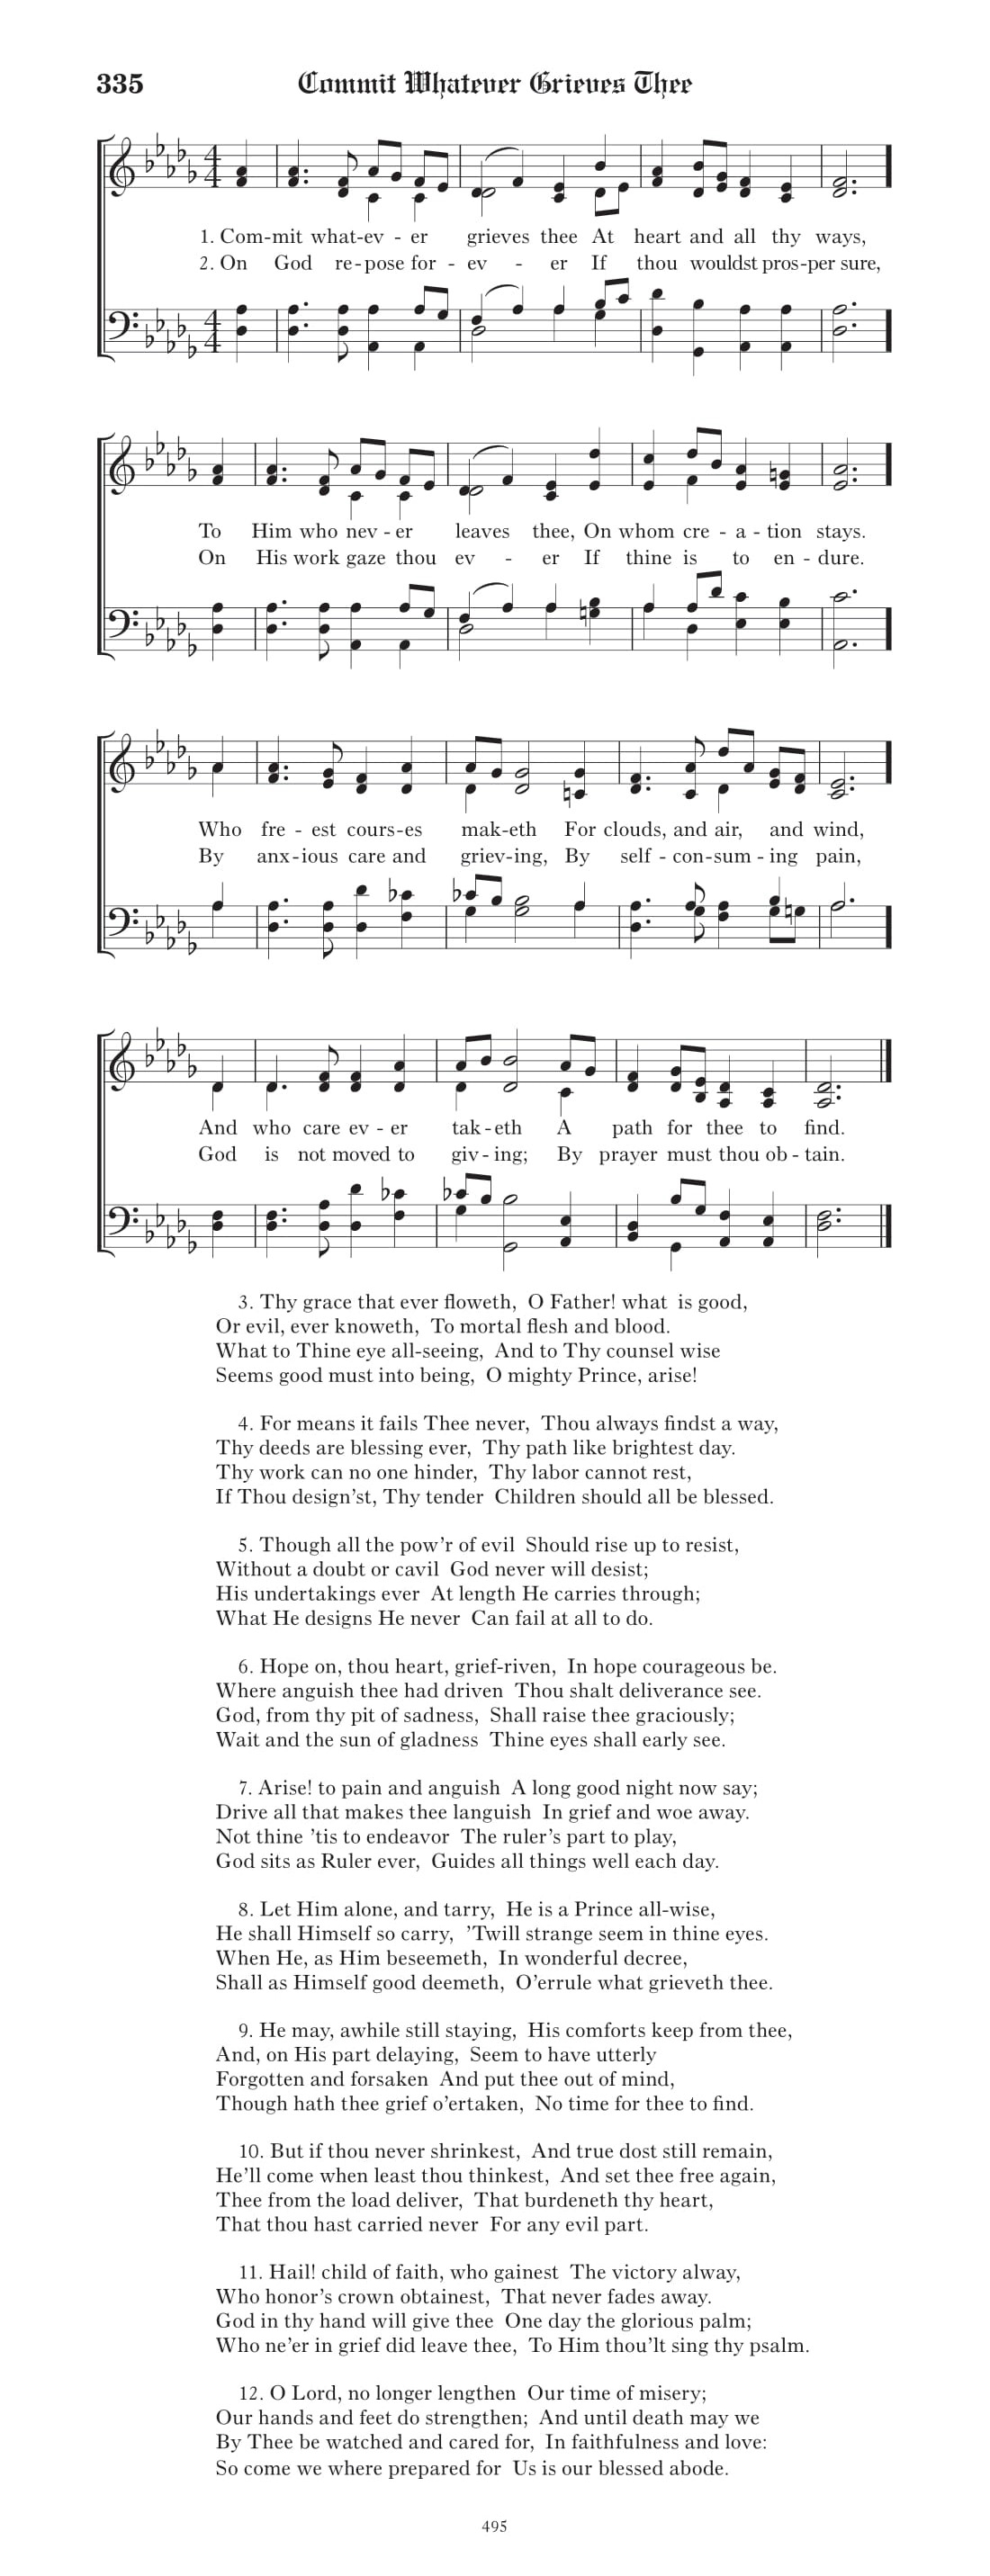 335 Commit Whatever Grieves Thee
1. Com-mit what-ev - er grieves thee At heart and all thy ways,
2. On God re-pose for - ev - er If thou wouldst pros-per sure,
To Him who nev - er leaves thee, On whom cre - a - tion stays.
On His work gaze thou ev - er If thine is to en - dure.
Who fre - est cours-es mak-eth For clouds, and air, and wind,
By anx-ious care and griev-ing, By self - con-sum - ing pain,
And who care ev - er tak-eth A path for thee to find.
God is not moved to giv - ing; By prayer must thou ob - tain.
3. Thy grace that ever floweth, O Father! what is good,
Or evil, ever knoweth, To mortal flesh and blood.
What to Thine eye all-seeing, And to Thy counsel wise
Seems good must into being, O mighty Prince, arise!
4. For means it fails Thee never, Thou always findst a way,
Thy deeds are blessing ever, Thy path like brightest day.
Thy work can no one hinder, Thy labor cannot rest,
If Thou design’st, Thy tender Children should all be blessed.
5. Though all the pow’r of evil Should rise up to resist,
Without a doubt or cavil God never will desist;
His undertakings ever At length He carries through;
What He designs He never Can fail at all to do.
6. Hope on, thou heart, grief-riven, In hope courageous be.
Where anguish thee had driven Thou shalt deliverance see.
God, from thy pit of sadness, Shall raise thee graciously;
Wait and the sun of gladness Thine eyes shall early see.
7. Arise! to pain and anguish A long good night now say;
Drive all that makes thee languish In grief and woe away.
Not thine ’tis to endeavor The ruler’s part to play,
God sits as Ruler ever, Guides all things well each day.
8. Let Him alone, and tarry, He is a Prince all-wise,
He shall Himself so carry, ’Twill strange seem in thine eyes.
When He, as Him beseemeth, In wonderful decree,
Shall as Himself good deemeth, O’errule what grieveth thee.
9. He may, awhile still staying, His comforts keep from thee,
And, on His part delaying, Seem to have utterly
Forgotten and forsaken And put thee out of mind,
Though hath thee grief o’ertaken, No time for thee to find.
10. But if thou never shrinkest, And true dost still remain,
He’ll come when least thou thinkest, And set thee free again,
Thee from the load deliver, That burdeneth thy heart,
That thou hast carried never For any evil part.
11. Hail! child of faith, who gainest The victory alway,
Who honor’s crown obtainest, That never fades away.
God in thy hand will give thee One day the glorious palm;
Who ne’er in grief did leave thee, To Him thou’lt sing thy psalm.
12. O Lord, no longer lengthen Our time of misery;
Our hands and feet do strengthen; And until death may we
By Thee be watched and cared for, In faithfulness and love:
So come we where prepared for Us is our blessed abode.
495